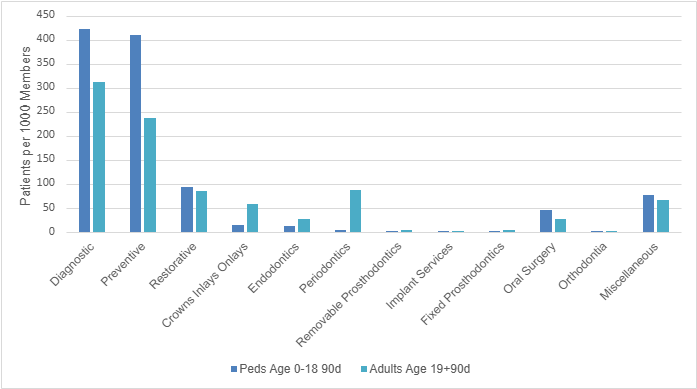 450
400
350
300
250
200
150
100
50
0
Patients per 1000 Members
Diagnostic
Preventive
Restorative
Crowns Inlays Onlays
Endodontics
Periodontics
Removable Prosthodontics
Implant Services
Fixed Prosthodontics
Oral Surgery
Orthodontia
Miscellaneous
Peds Age 0-18 90d
Adults Age 19+90d